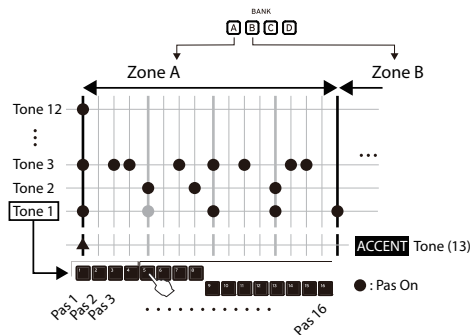 BANK
A B C D
Zone A Zone B
Tone 12
Tone 3
Tone 2
Tone 1
...
ACCENT Tone (13)
1 2 3 4 5 6 7 8
9 10 11 12 13 14 15 16
Pas 1
Pas 2
Pas 3
Pas 16
: Pas On